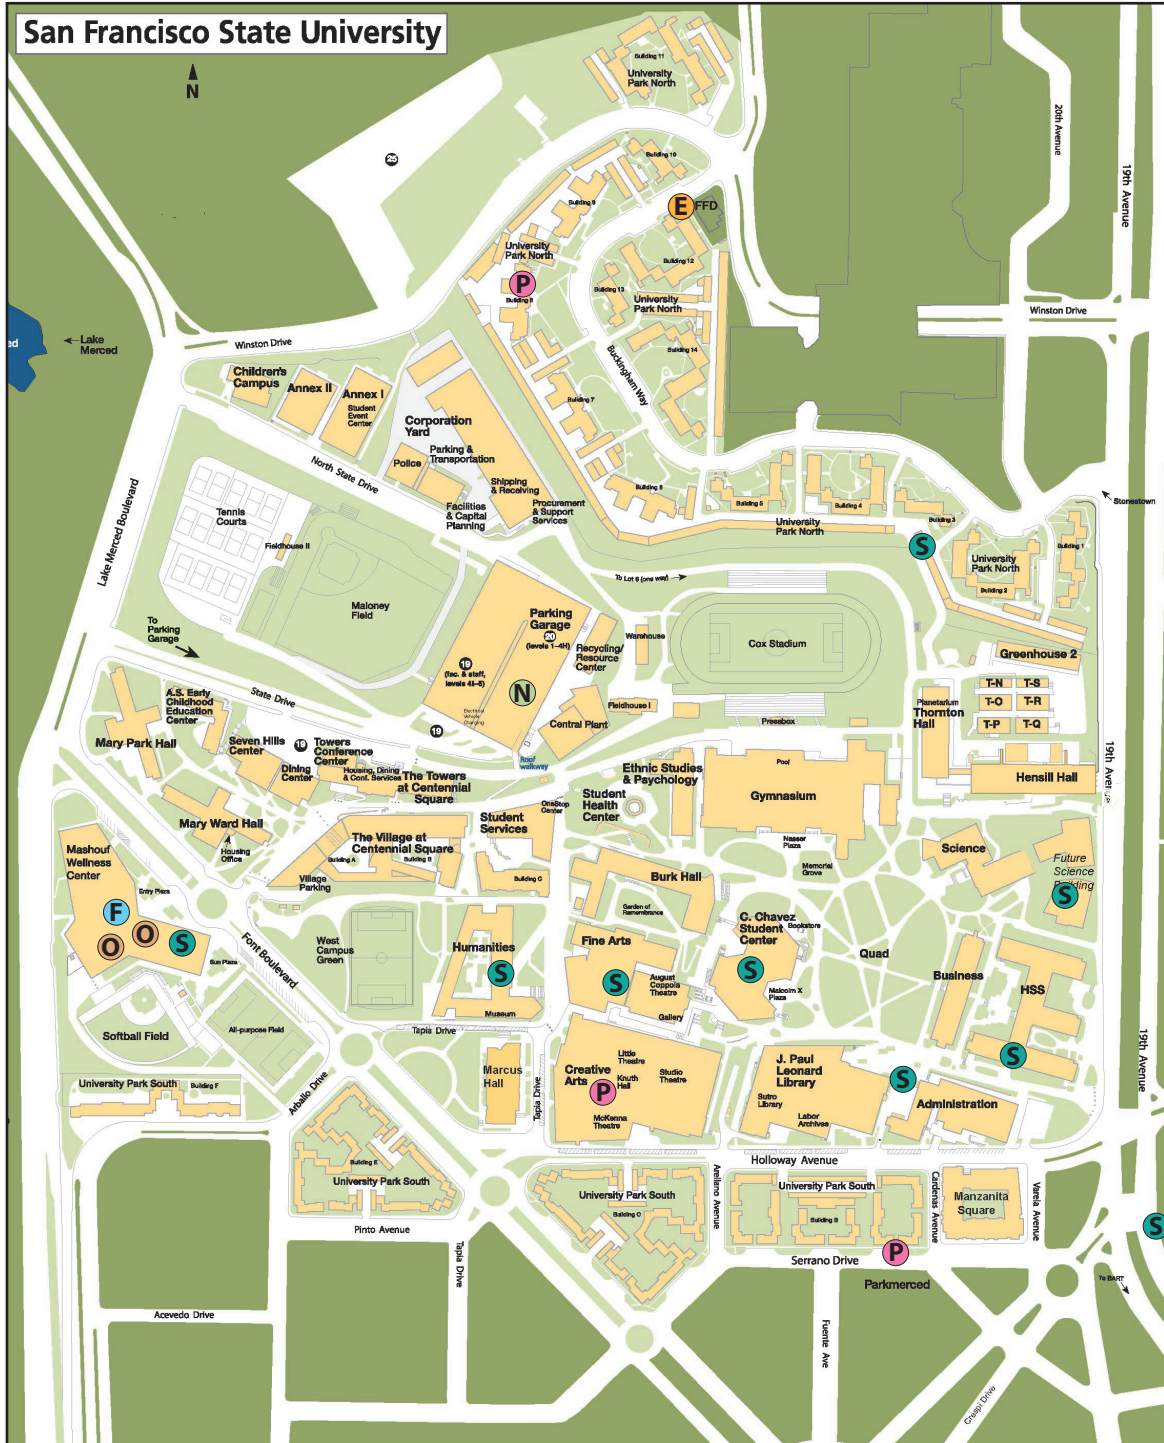 San Francisco State University
N
Building 11
University
Park North
20th Avenue
19th Avenue
25
Building 10
E
FFD
Building 9
University
Park North
P
Building 8
Building 12
Building 13
University
Park North
Building 14
Buckingham Way
Winston Drive
ed
Lake
Merced
Winston Drive
Children's
Campus
Annex II
Annex I
Student
Event
Center
Corporation
Yard
Parking &
Transportation
Police
Shipping
& Receiving
Facilities
& Capital
Planning
Procurement
& Support
Services
Building 7
Building 6
Building 5
Building 4
Building 3
University
Park North
Stonestown
North State Drive
Lake Merced Boulevard
Tennis
Courts
Fieldhouse II
Maloney
Field
S
University
Park North
Building 2
Building 1
To Lot 6 (one way)
To
Parking
Garage
Parking
Garage
20
(levels 1–4H)
19
(fac. & staff,
levels 4I–5)
N
Electrical
Vehicle
Charging
Recycling/
Resource
Center
Warehouse
Cox Stadium
Greenhouse 2
T-N
T-S
T-O
T-R
T-P
T-Q
Planetarium
Thornton
Hall
State Drive
A.S. Early
Childhood
Education
Center
Mary Park Hall
Seven Hills
Center
19
Towers
Conference
Center
Dining
Center
Housing, Dining
& Conf. Services
The Towers
at Centennial
Square
19
Central Plant
Fieldhouse I
Pressbox
Roof
walkway
Hensill Hall
19th Avenue
Ethnic Studies
& Psychology
Pool
Gymnasium
Student
Health
Center
OneStop
Center
Student
Services
Mary Ward Hall
Housing
Office
The Village at
Centennial Square
Building A
Building B
Building C
Village
Parking
Nasser
Plaza
Memorial
Grove
Science
Future
Science
Building
S
Mashouf
Wellness
Center
Entry Plaza
F
O
O
S
Sun Plaza
Font Boulevard
West
Campus
Green
Humanities
S
Museum
Burk Hall
Garden of
Remembrance
Fine Arts
S
August
Coppola
Theatre
Gallery
C. Chavez
Student
Center
Bookstore
S
Malcolm X
Plaza
Quad
Business
HSS
S
Softball Field
All-purpose Field
Tapia Drive
Marcus
Hall
Tapia Drive
Creative
Arts
Little
Theatre
Knuth
Hall
Studio
Theatre
P
McKenna
Theatre
J. Paul
Leonard
Library
Sutro
Library
Labor
Archives
S
Administration
19th Avenue
University Park South
Building F
Arballo Drive
Holloway Avenue
Building E
University Park South
University Park South
Building C
Arellano Avenue
University Park South
Building B
Cardenas Avenue
Manzanita
Square
Varela Avenue
S
Pinto Avenue
Tapia Drive
Serrano Drive
P
Parkmerced
To BART
Acevedo Drive
Fuente Ave
Crespi Drive